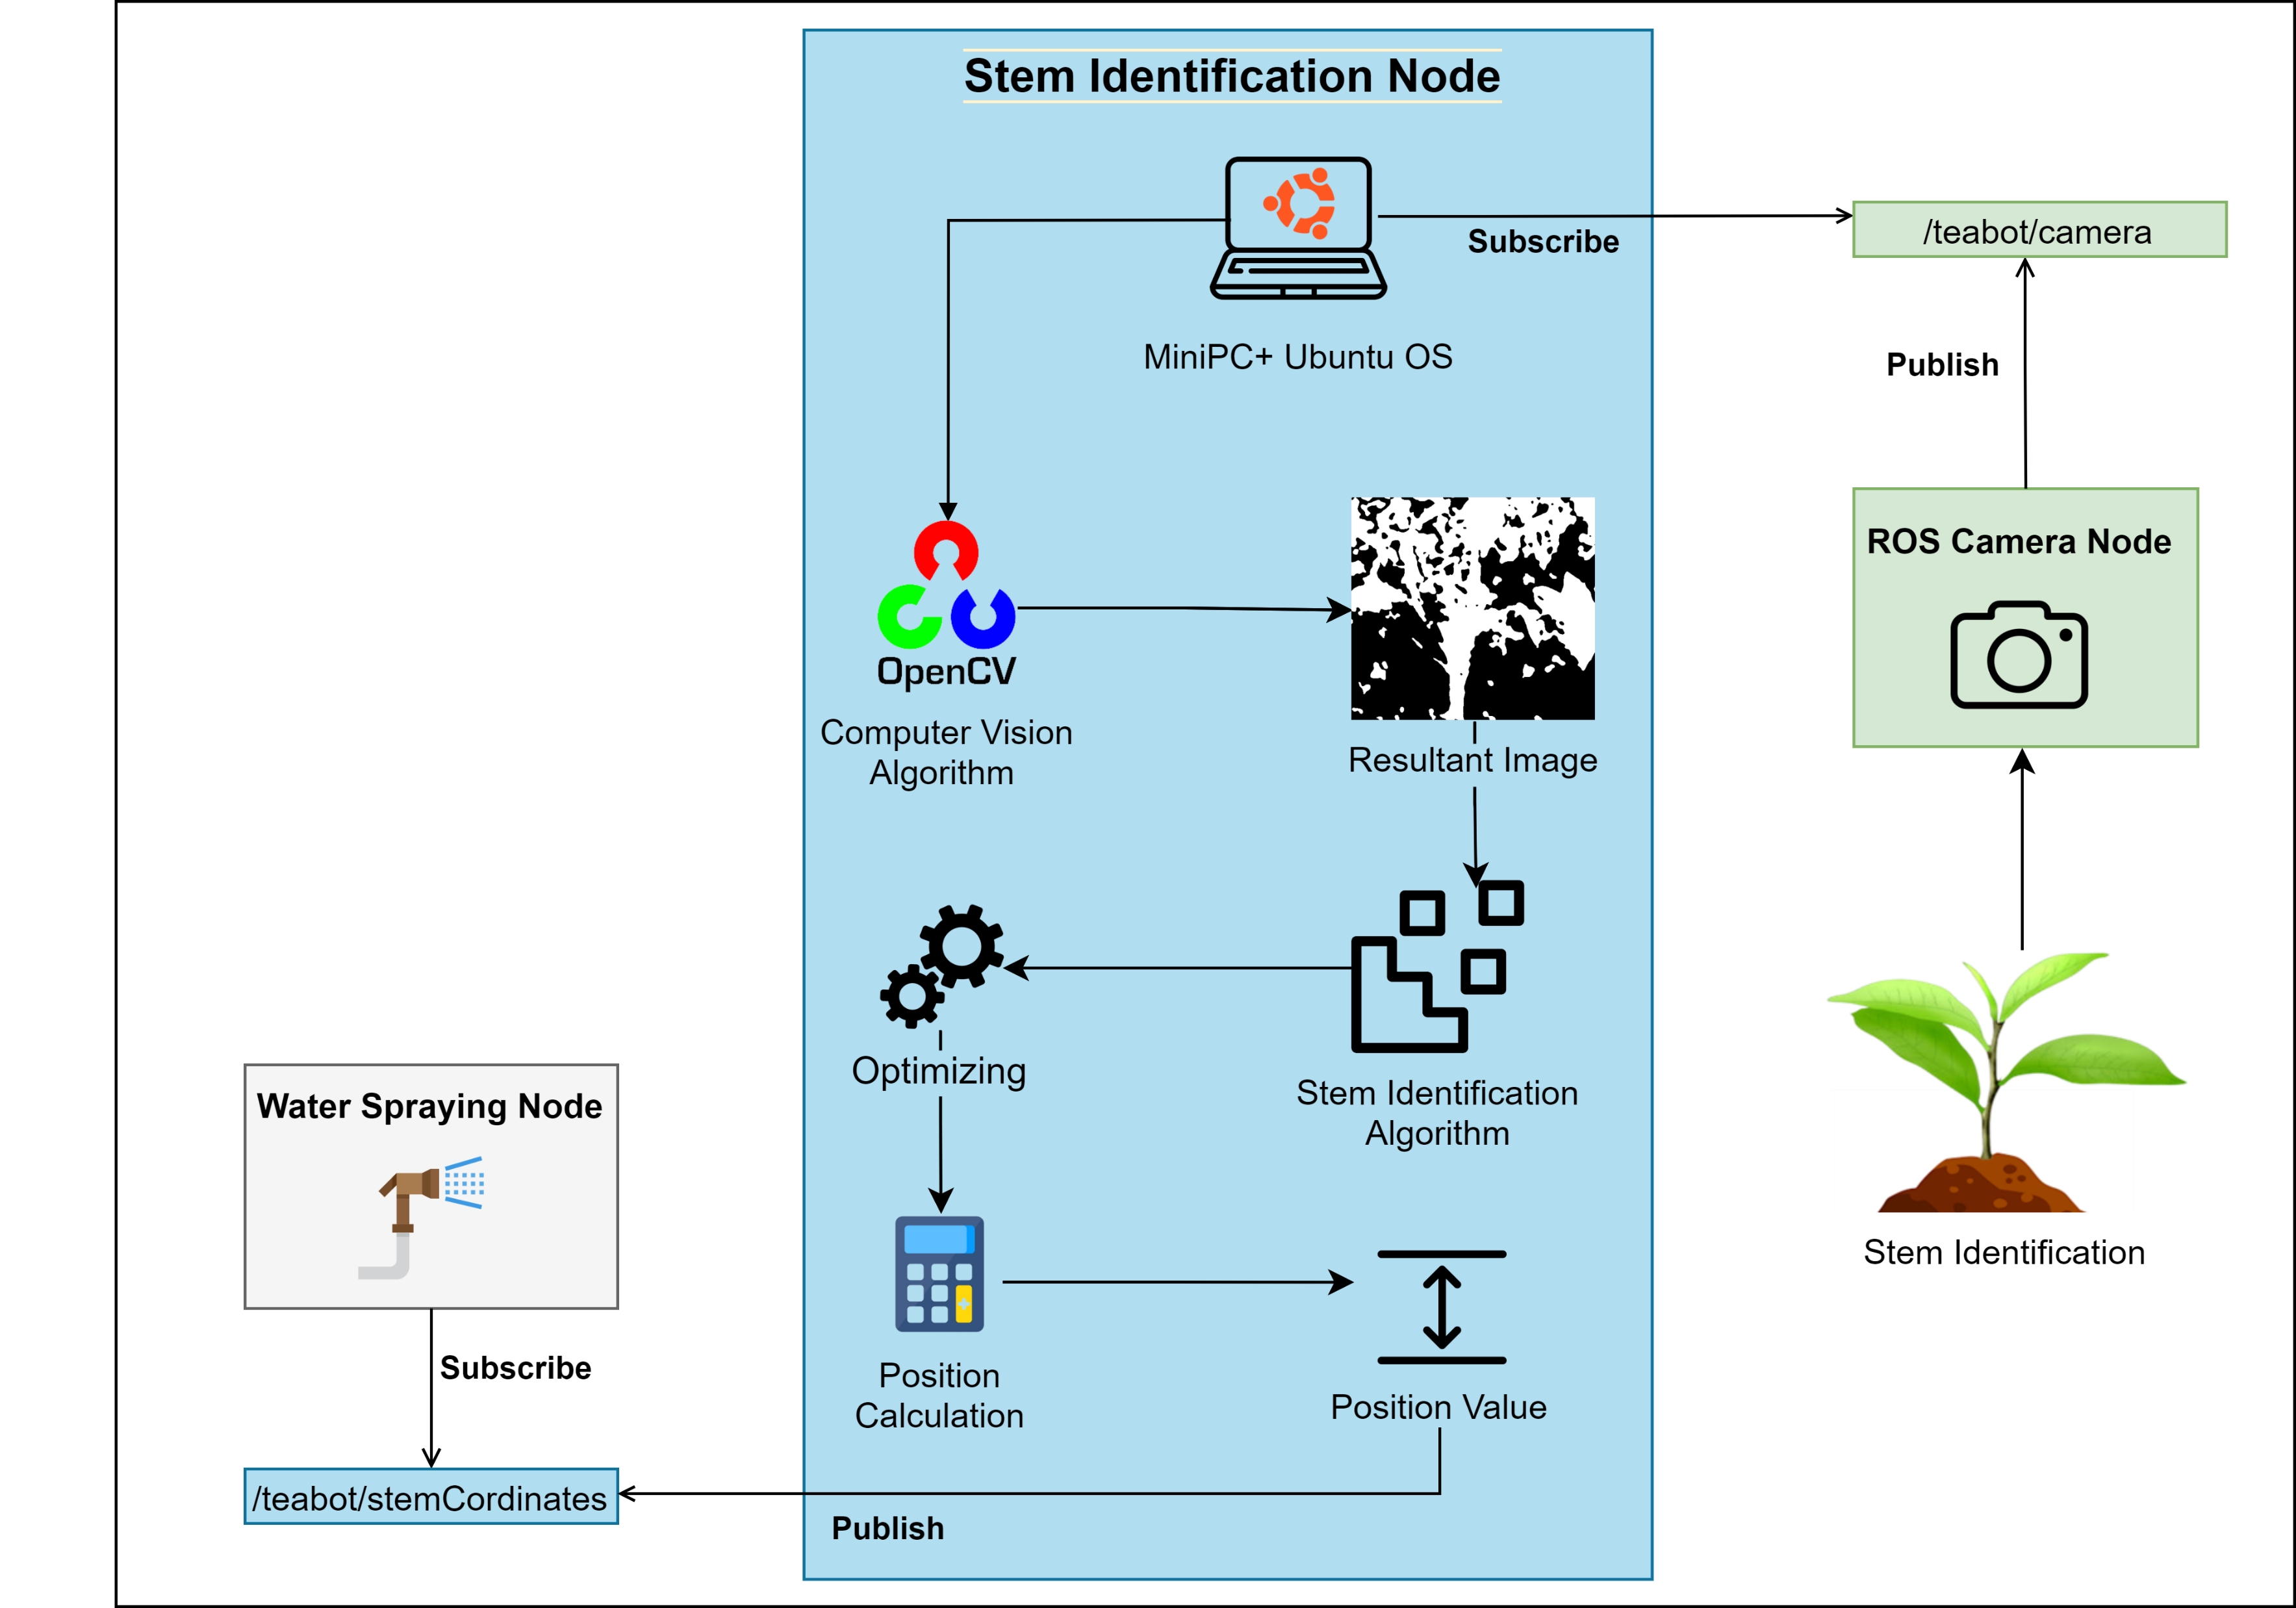 Stem Identification Node
Subscribe
/teabot/camera
MiniPC+ Ubuntu OS
Publish
ROS Camera Node
OpenCV
Computer Vision
Algorithm
Resultant Image
Optimizing
Stem Identification
Algorithm
Water Spraying Node
Stem Identification
Position
Calculation
Position Value
Subscribe
/teabot/stemCordinates
Publish